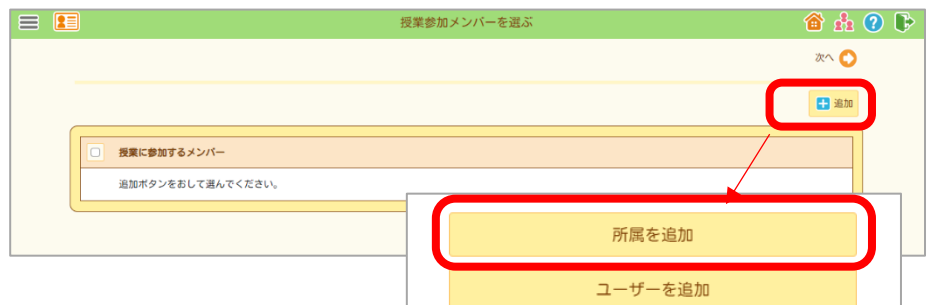 授業参加メンバーを選ぶ
次へ
追加
授業に参加するメンバー
追加ボタンをおして選んでください。
所属を追加
ユーザーを追加